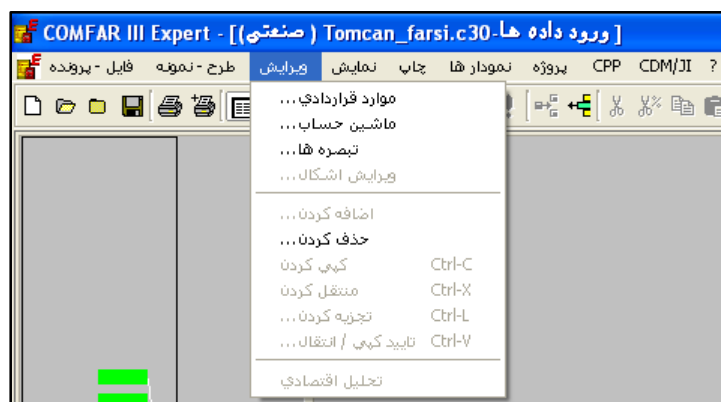 COMFAR III Expert - [( صنعتي ) Tomcan_farsi.c30-ورود داده ها ]
فايل - پرونده طرح - نمونه ويرايش نمايش چاپ نمودار ها پروژه CPP CDM/JI ?
موارد قراردادي...
ماشين حساب...
تبصره ها...
ويرايش اشكال...
اضافه كردن...
حذف كردن...
كپي كردن Ctrl-C
منتقل كردن Ctrl-X
تجزيه كردن... Ctrl-L
تاييد كپي / انتقال... Ctrl-V
تحليل اقتصادي